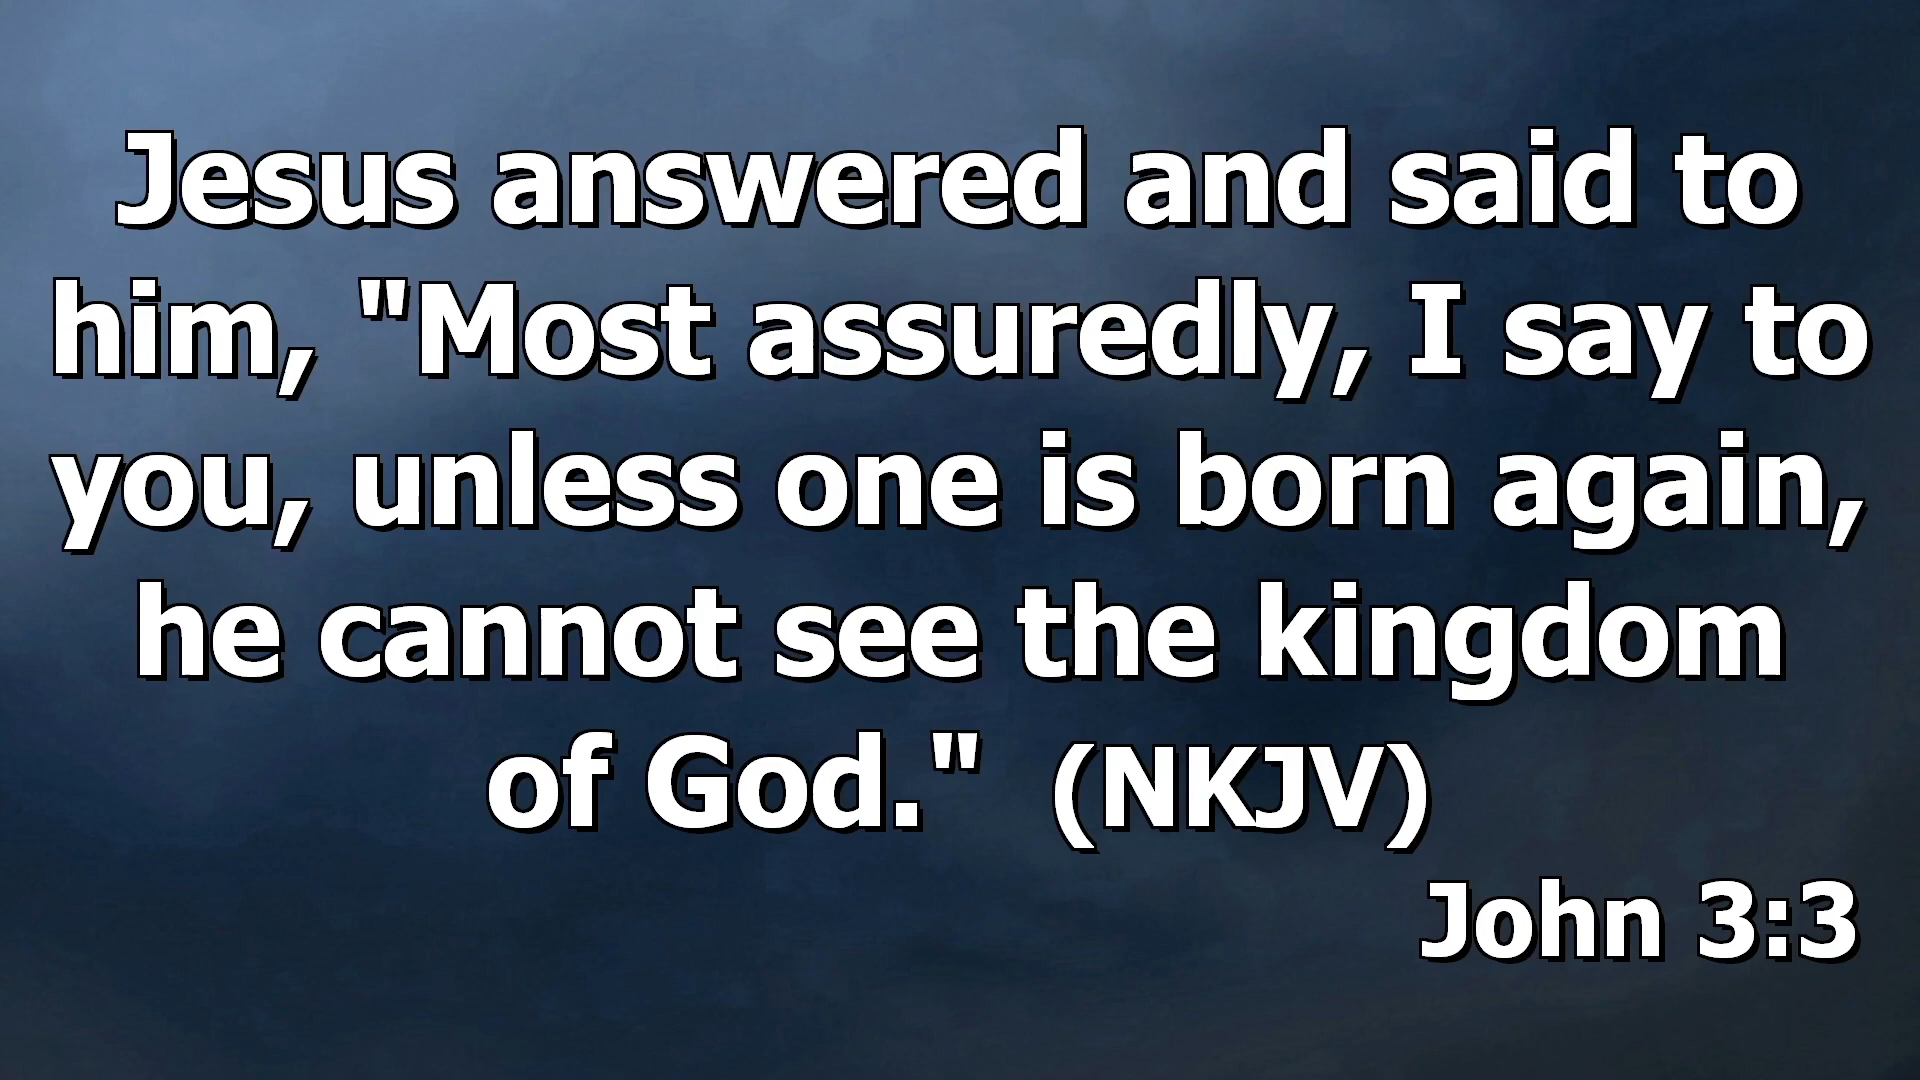 Jesus answered and said to
him, "Most assuredly, I say to
you, unless one is born again,
he cannot see the kingdom
of God."  (NKJV)
John 3:3